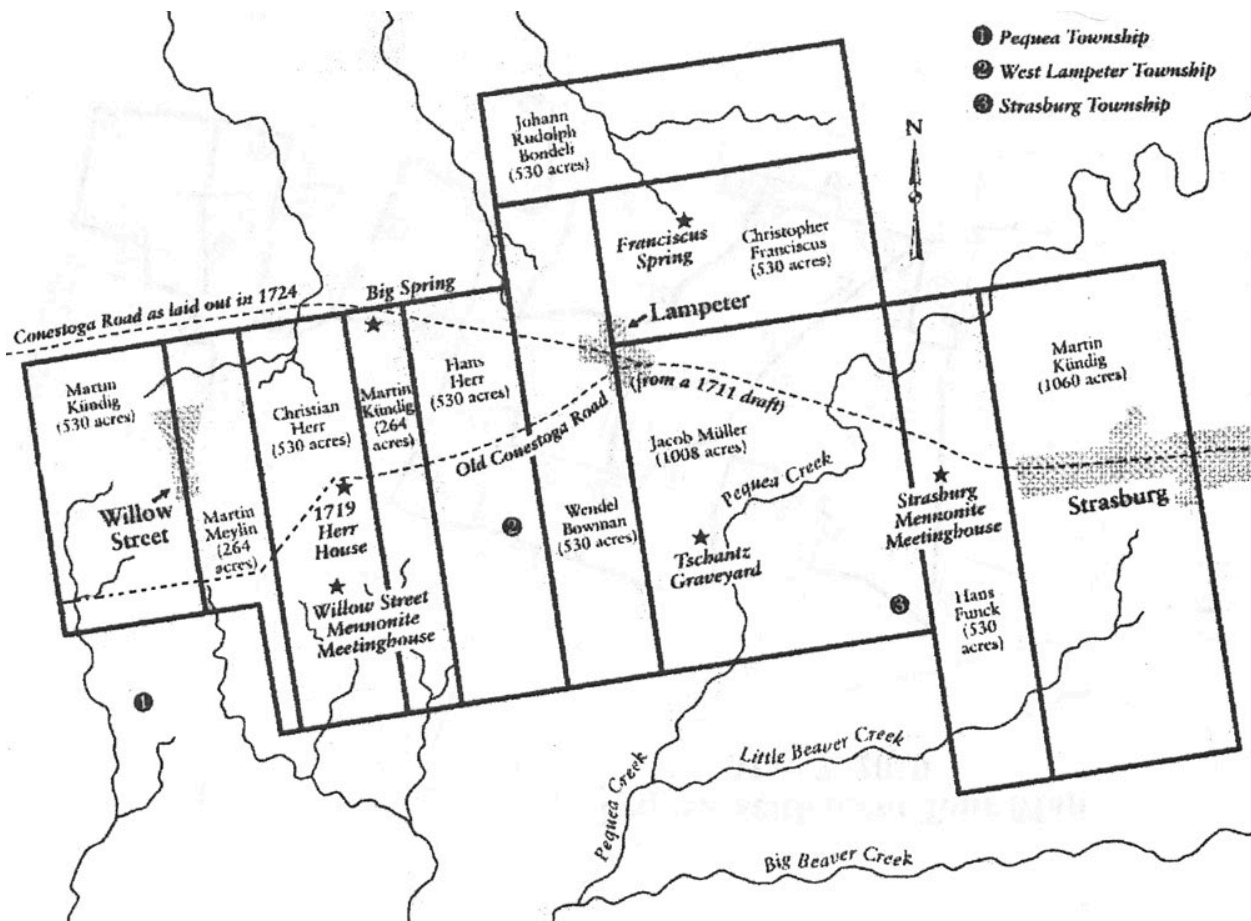 ❶ Pequea Township
❷ West Lampeter Township
❸ Strasburg Township
N
Johann
Rudolph
Bondeli
(530 acres)
Franciscus
Spring
Christopher
Franciscus
(530 acres)
Conestoga Road as laid out in 1724
Big Spring
Lampeter
Martin
Kündig
(530 acres)
Christian
Herr
(530 acres)
Martin
Kündig
(264
acres)
Hans
Herr
(530 acres)
Old Conestoga Road
(from a 1711 draft)
Jacob Müller
(1008 acres)
Pequea Creek
Martin
Kündig
(1060 acres)
Willow
Street
Martin
Meylin
(264
acres)
1719
Herr
House
❷
Wendel
Bowman
(530 acres)
Strasburg
Mennonite
Meetinghouse
Strasburg
Tschantz
Graveyard
Willow Street
Mennonite
Meetinghouse
❸
Hans
Funck
(530
acres)
❶
Pequea Creek
Little Beaver Creek
Big Beaver Creek